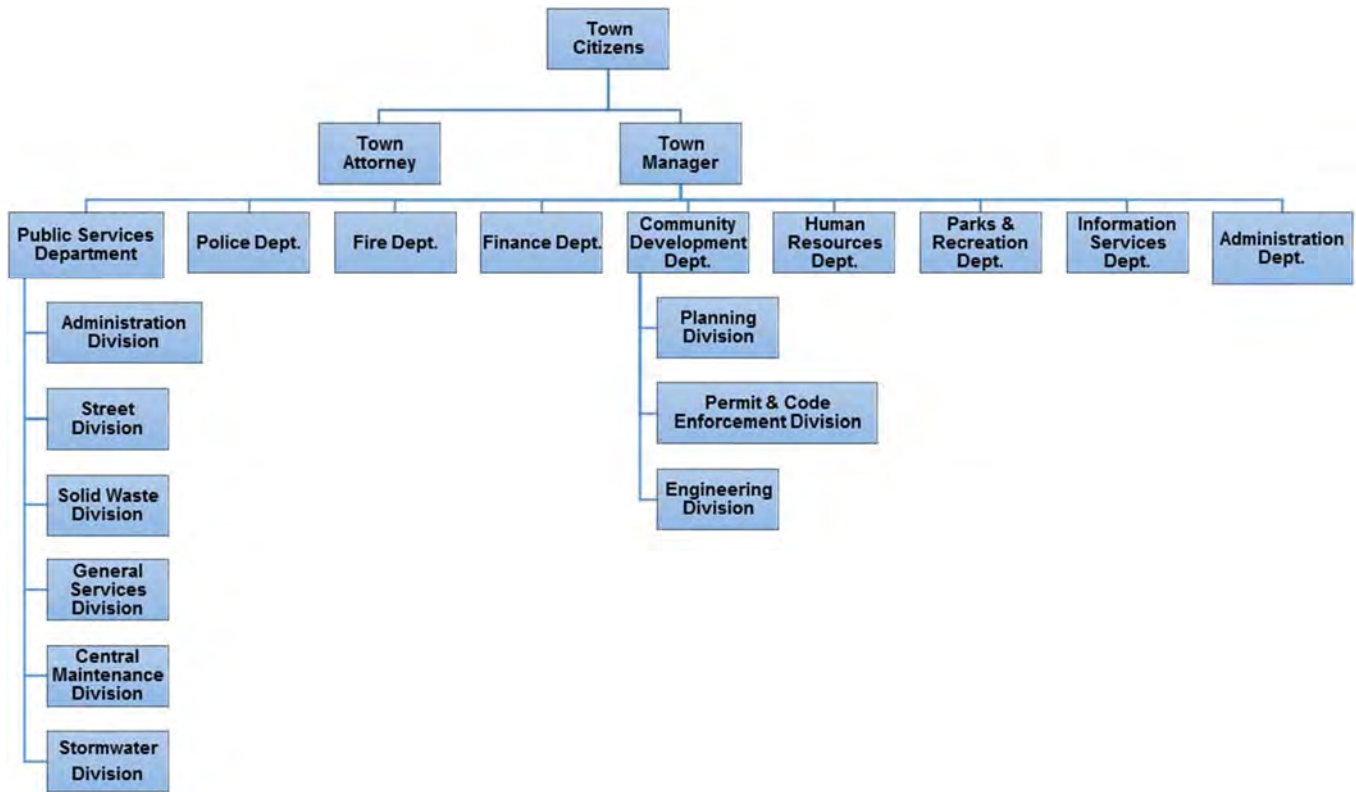 Town
Citizens
Town
Attorney
Town
Manager
Public Services
Department
Police Dept.
Fire Dept.
Finance Dept.
Community
Development
Dept.
Human
Resources
Dept.
Parks &
Recreation
Dept.
Information
Services
Dept.
Administration
Dept.
Administration
Division
Street
Division
Solid Waste
Division
General
Services
Division
Central
Maintenance
Division
Stormwater
Division
Planning
Division
Permit & Code
Enforcement Division
Engineering
Division